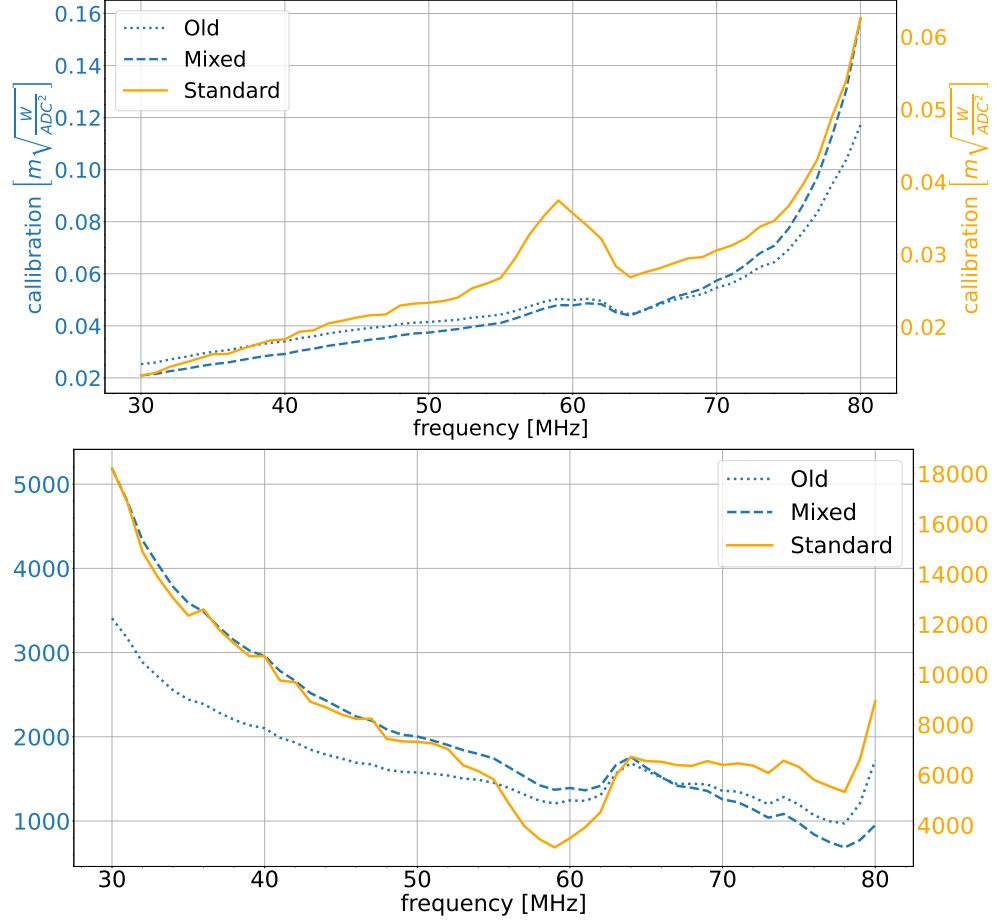 0.16
0.14
0.12
0.10
0.08
0.06
0.04
0.02
callibration [m√(W/ADC²)]
Old
Mixed
Standard
0.06
0.05
0.04
0.03
0.02
callibration [m√(W/ADC²)]
30 40 50 60 70 80
frequency [MHz]
5000
4000
3000
2000
1000
Old
Mixed
Standard
18000
16000
14000
12000
10000
8000
6000
4000
30 40 50 60 70 80
frequency [MHz]